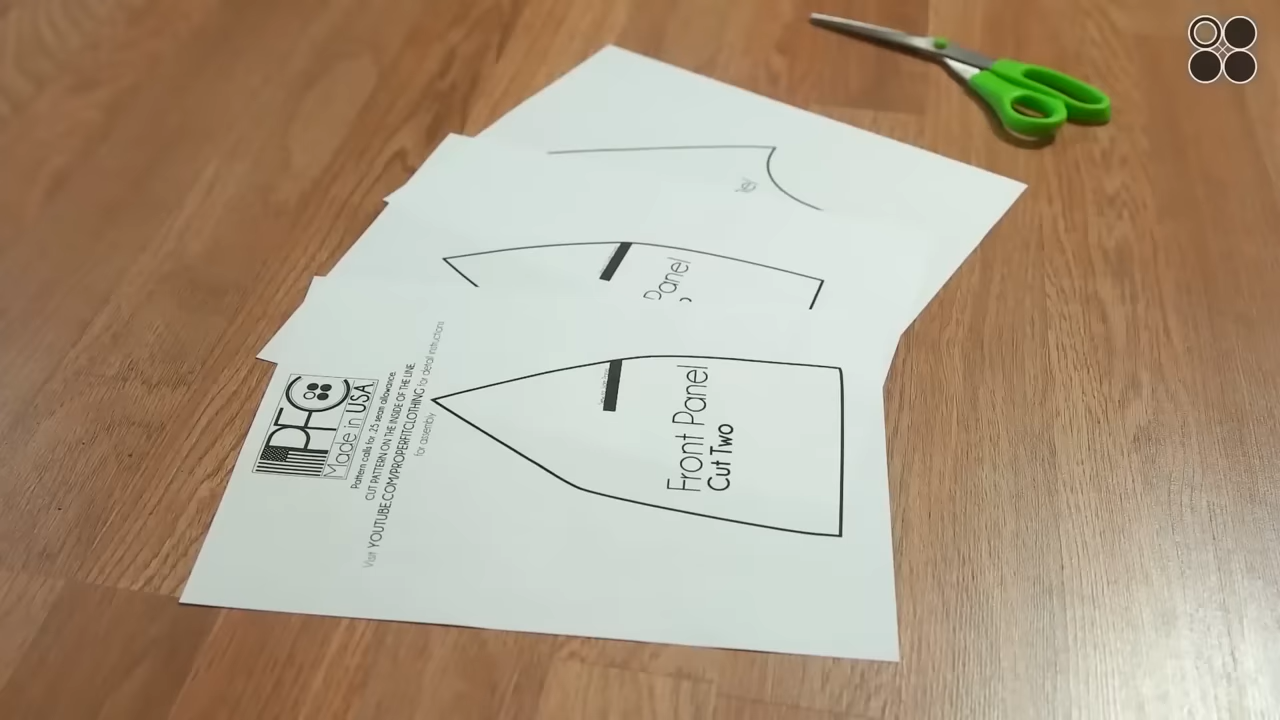 PFC
Made in USA.
Pattern calls for .25 seam allowance.
CUT PATTERN ON THE INSIDE OF THE LINE.
Visit YOUTUBE.COM/PROPERFITCLOTHING for detail instructions
for assembly
Front Panel
Cut Two
Panel